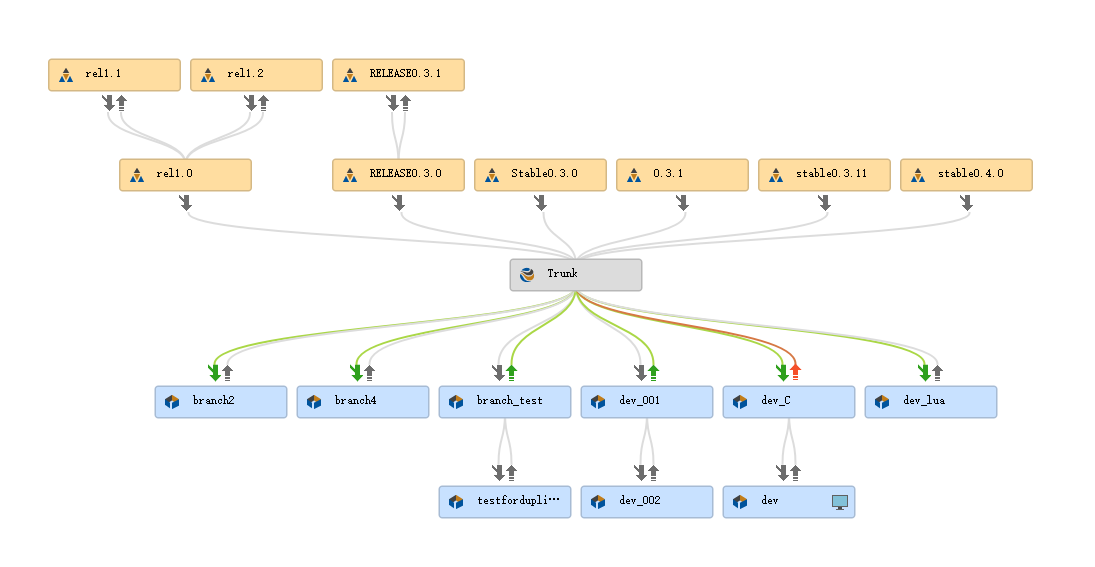 rel1.1
rel1.2
RELEASE0.3.1
rel1.0
RELEASE0.3.0
Stable0.3.0
0.3.1
stable0.3.11
stable0.4.0
Trunk
branch2
branch4
branch_test
dev_001
dev_C
dev_lua
testfordupli…
dev_002
dev